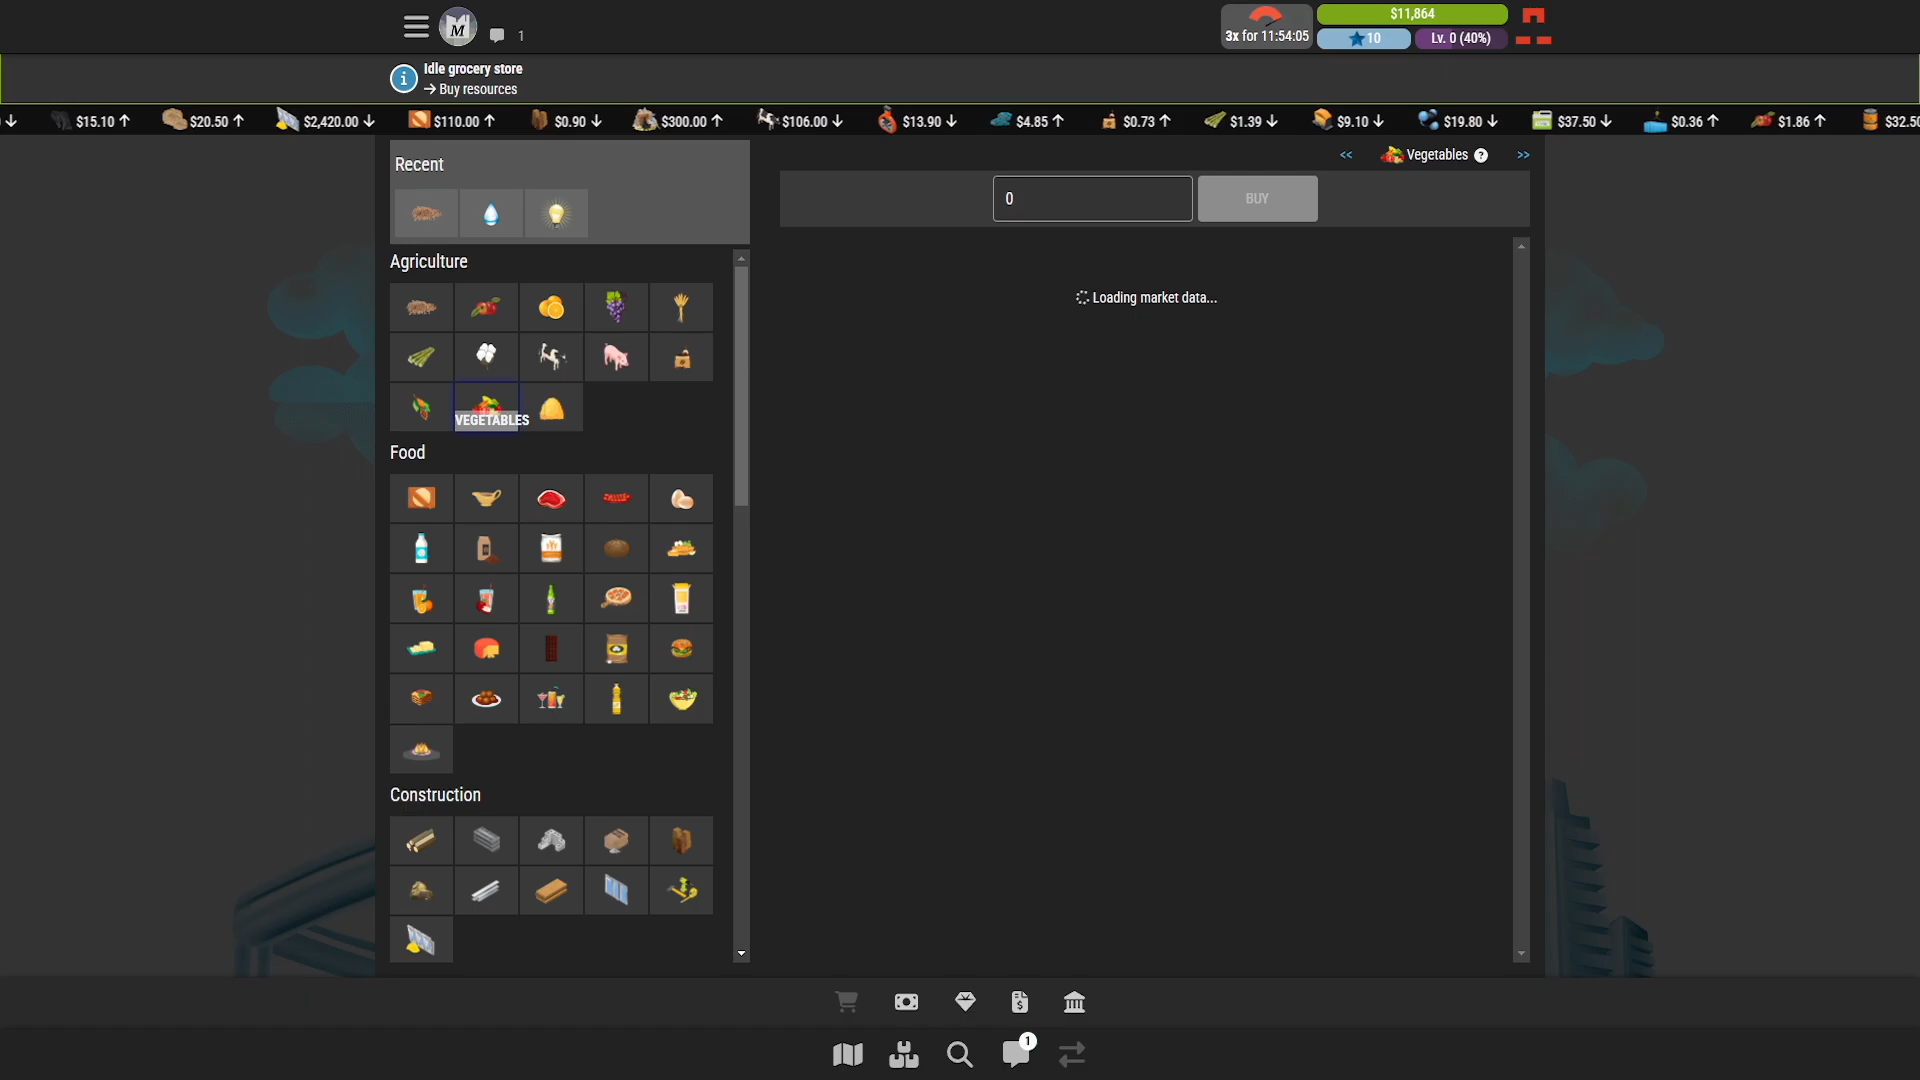 M
1
3x for 11:54:05
$11,864
10
Lv. 0 (40%)
Idle grocery store
→ Buy resources
↓ $15.10 ↑ $20.50 ↑ $2,420.00 ↓ $110.00 ↑ $0.90 ↓ $300.00 ↑ $106.00 ↓ $13.90 ↓ $4.85 ↑ $0.73 ↑ $1.39 ↓ $9.10 ↓ $19.80 ↓ $37.50 ↓ $0.36 ↑ $1.86 ↑
Recent
<< Vegetables ? >>
0
BUY
Agriculture
Loading market data...
VEGETABLES
Food
Construction
1